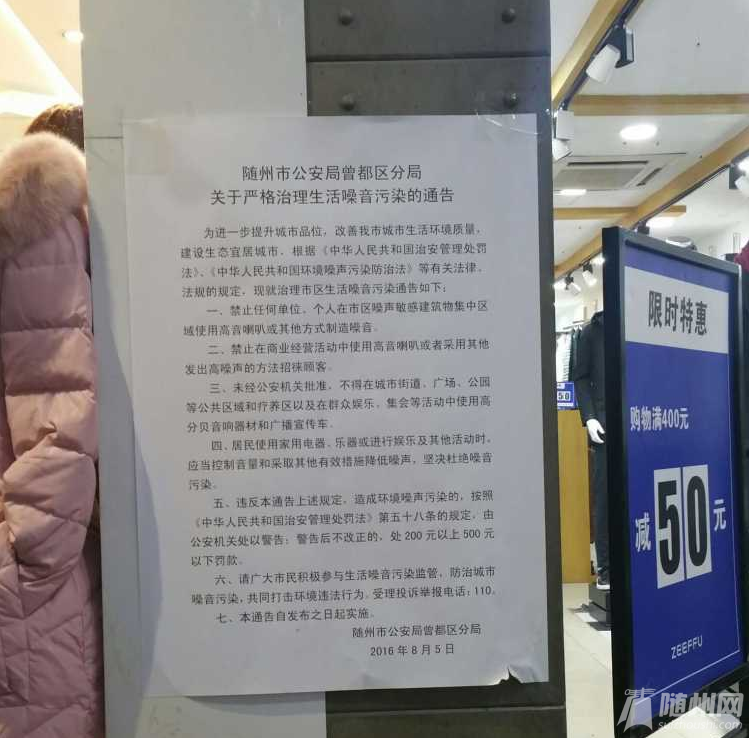 随州市公安局曾都区分局
关于严格治理生活噪音污染的通告
为进一步提升城市品位，改善我市城市生活环境质量，
建设生态宜居城市，根据《中华人民共和国治安管理处罚
法》、《中华人民共和国环境噪声污染防治法》等有关法律、
法规的规定，现就治理市区生活噪音污染通告如下：
一、禁止任何单位、个人在市区噪声敏感建筑物集中区
域使用高音喇叭或其他方式制造噪音。
二、禁止在商业经营活动中使用高音喇叭或者采用其他
发出高噪声的方法招徕顾客。
三、未经公安机关批准，不得在城市街道、广场、公园
等公共区域和疗养区以及在群众娱乐、集会等活动中使用高
分贝音响器材和广播宣传车。
四、居民使用家用电器、乐器或进行娱乐及其他活动时，
应当控制音量和采取其他有效措施降低噪声，坚决杜绝噪音
污染。
五、违反本通告上述规定，造成环境噪声污染的，按照
《中华人民共和国治安管理处罚法》第五十八条的规定，由
公安机关处以警告；警告后不改正的，处200元以上500元
以下罚款。
六、请广大市民积极参与生活噪音污染监管，防治城市
噪音污染，共同打击环境违法行为。受理投诉举报电话：110。
七、本通告自发布之日起实施。
随州市公安局曾都区分局
2016年8月5日
限时特惠
购物满400元
减50元
ZEEFFU
50
随州网